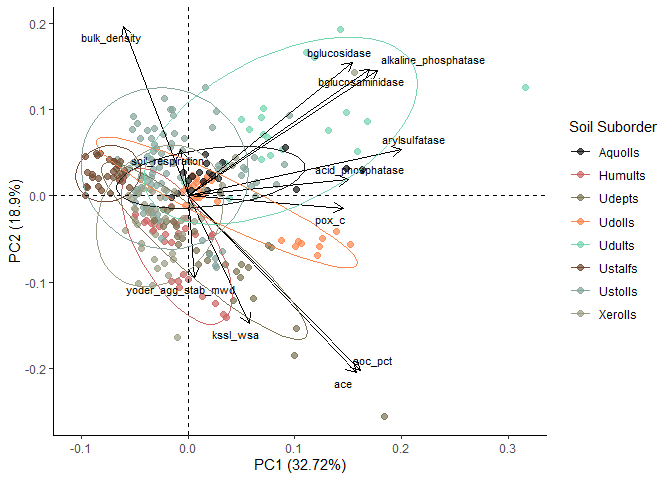 0.2
0.1
0.0
-0.1
-0.2
PC2 (18.9%)
bulk_density
bglucosidase
alkaline_phosphatase
bglucosaminidase
arylsulfatase
soil_respiration
acid_phosphatase
pox_c
yoder_agg_stab_mwd
kssl_wsa
soc_pct
ace
-0.1
0.0
0.1
0.2
0.3
PC1 (32.72%)
Soil Suborder
Aquolls
Humults
Udepts
Udolls
Udults
Ustalfs
Ustolls
Xerolls